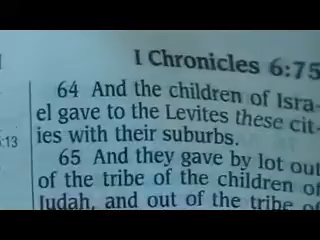 I Chronicles 6:75
64 And the children of Isra-
el gave to the Levites these cit-
ies with their suburbs.
:13
65 And they gave by lot out
of the tribe of the children of
Judah, and out of the tribe of